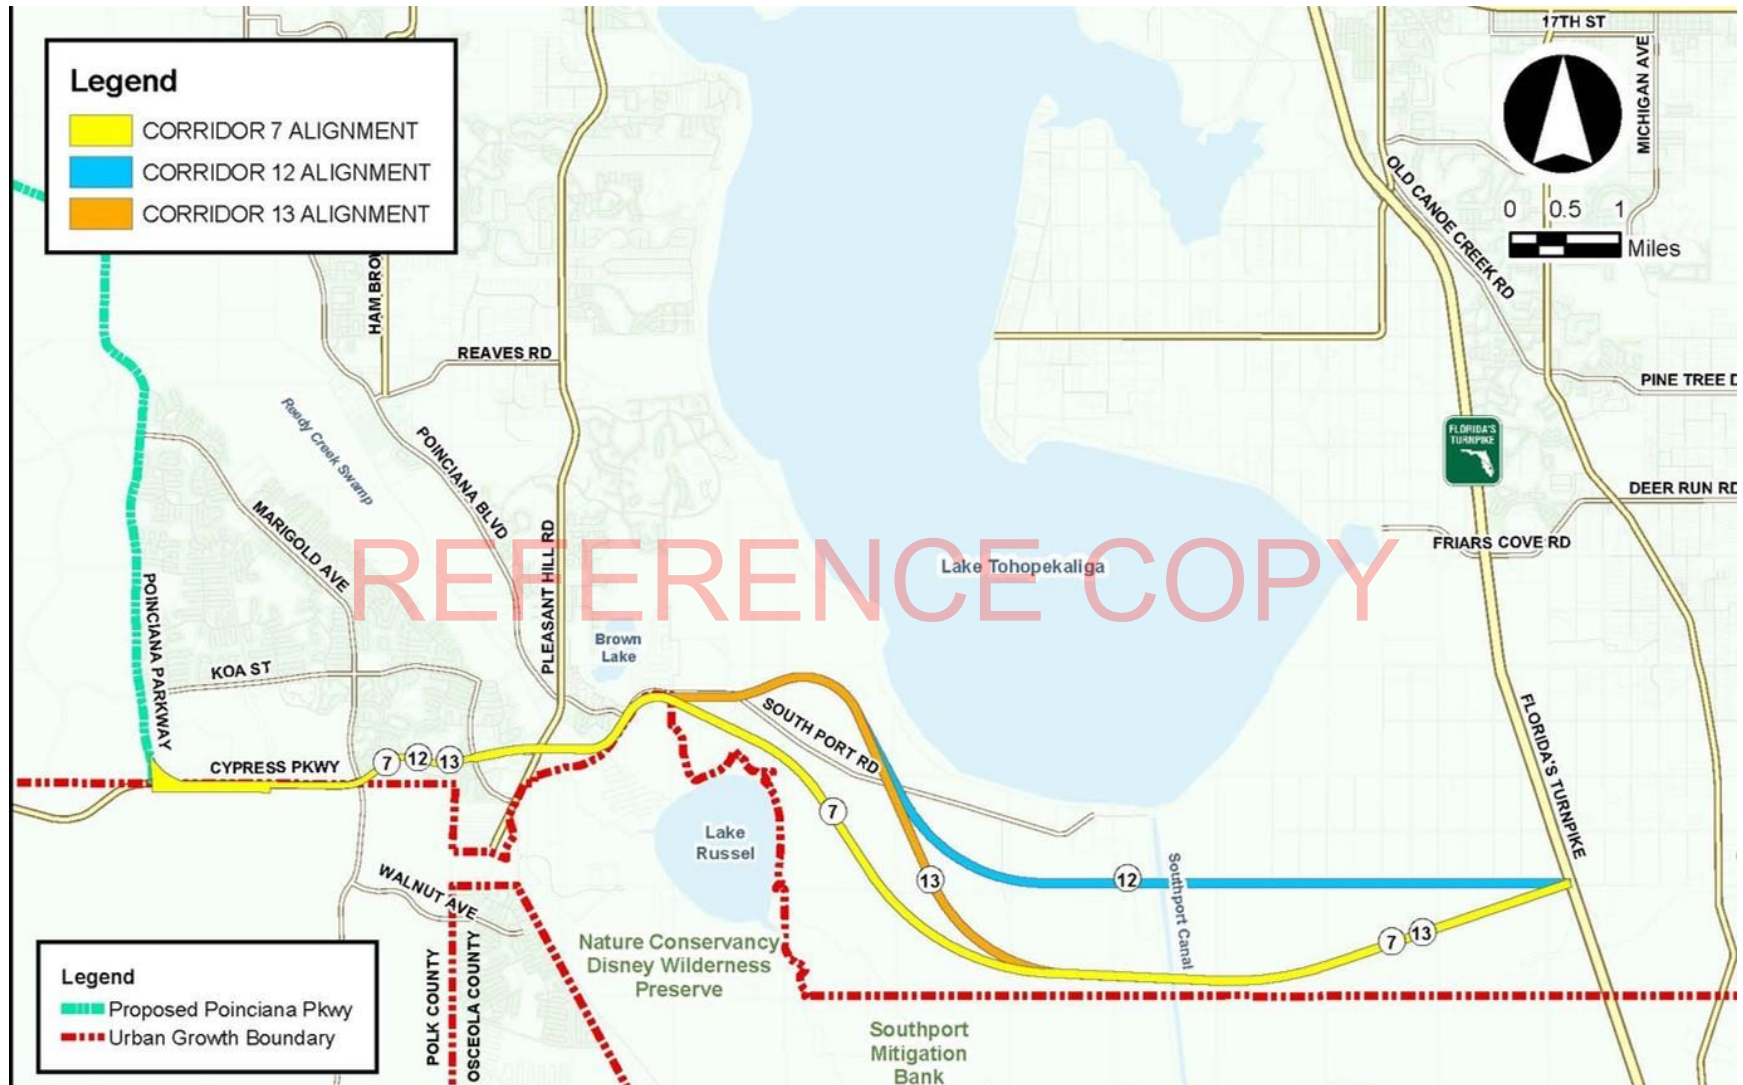 17TH ST
MICHIGAN AVE
Legend
CORRIDOR 7 ALIGNMENT
CORRIDOR 12 ALIGNMENT
CORRIDOR 13 ALIGNMENT
OLD CANOE CREEK RD
0 0.5 1
Miles
HAM BROW
REAVES RD
PINE TREE D
Reedy Creek Swamp
POINCIANA BLVD
FLORIDA'S
TURNPIKE
DEER RUN RD
MARIGOLD AVE
PLEASANT HILL RD
FRIARS COVE RD
REFERENCE COPY
Lake Tohopekaliga
POINCIANA PARKWAY
Brown
Lake
KOA ST
SOUTH PORT RD
FLORIDA'S TURNPIKE
CYPRESS PKWY
7 12 13
7
Lake
Russel
WALNUT AVE
13
12
Southport Canal
7 13
Nature Conservancy
Disney Wilderness
Preserve
POLK COUNTY
OSCEOLA COUNTY
Legend
Proposed Poinciana Pkwy
Urban Growth Boundary
Southport
Mitigation
Bank